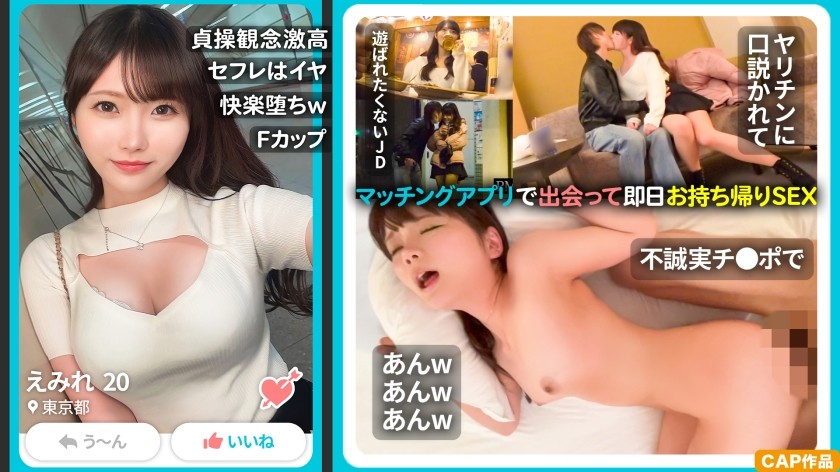 貞操観念激高
セフレはイヤ
快楽堕ちw
Fカップ
えみれ 20
東京都
う〜ん
いいね
遊ばれたくないJD
ヤリチンに
口説かれて
マッチングアプリで出会って即日お持ち帰りSEX
不誠実チ●ポで
あんw
あんw
あんw
CAP作品